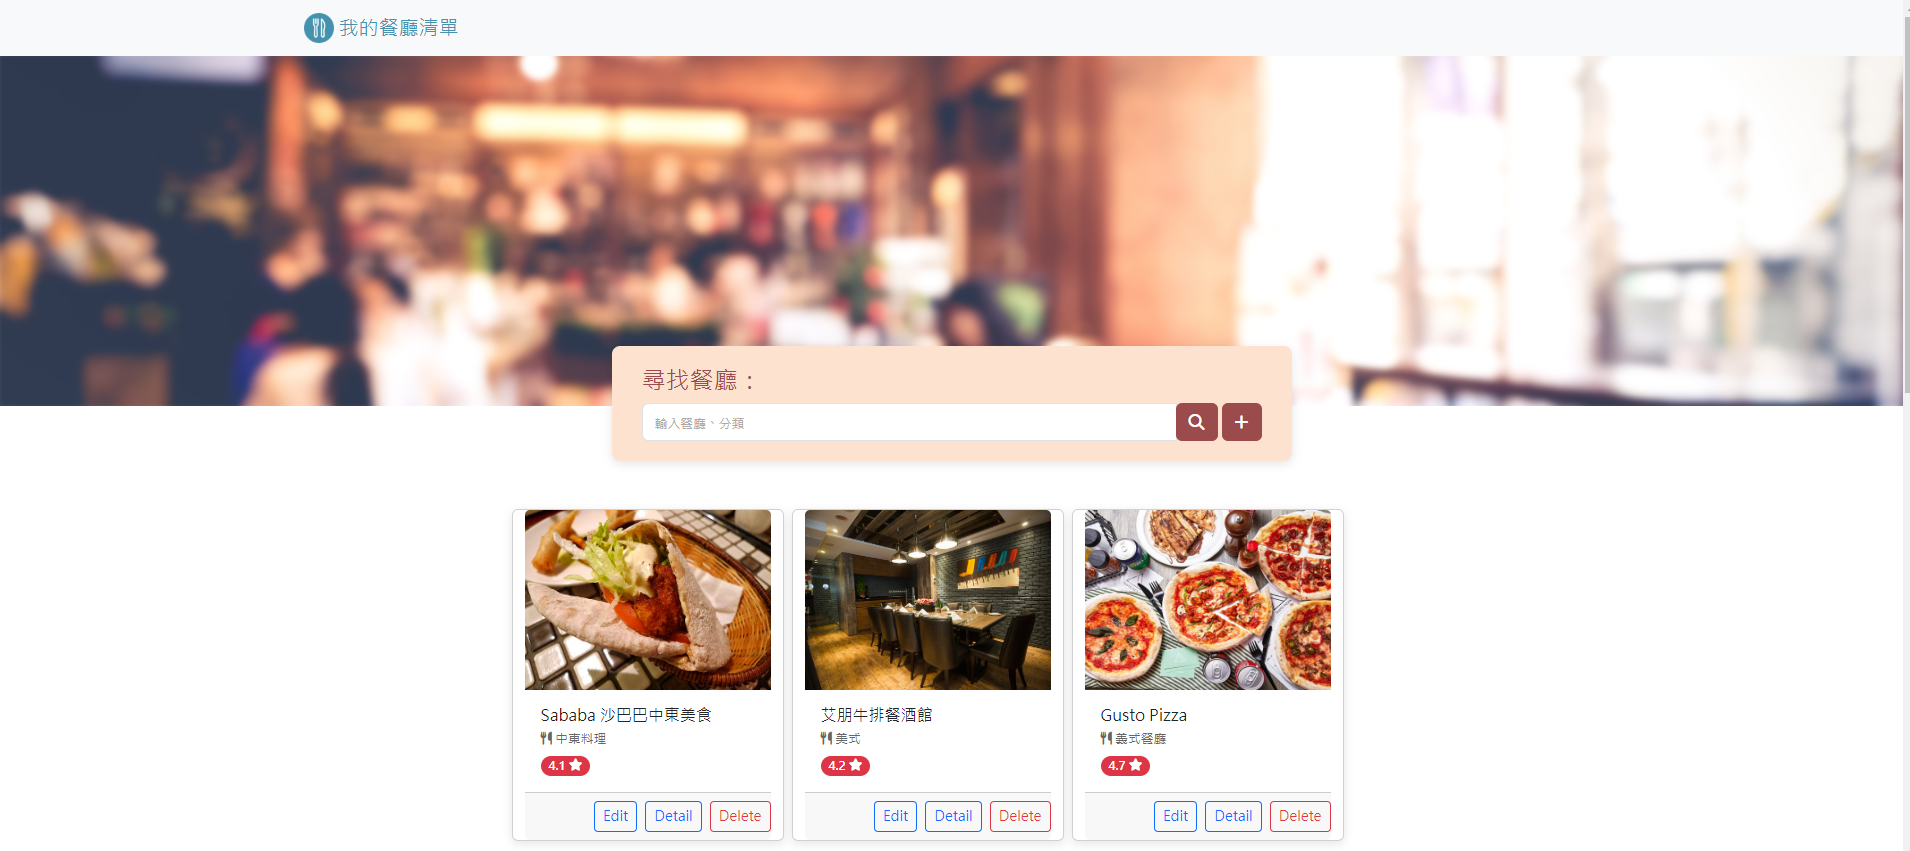 我的餐廳清單
尋找餐廳：
輸入餐廳、分類
Sababa 沙巴巴中東美食
中東料理
4.1
Edit Detail Delete
艾朋牛排餐酒館
美式
4.2
Edit Detail Delete
Gusto Pizza
義式餐廳
4.7
Edit Detail Delete